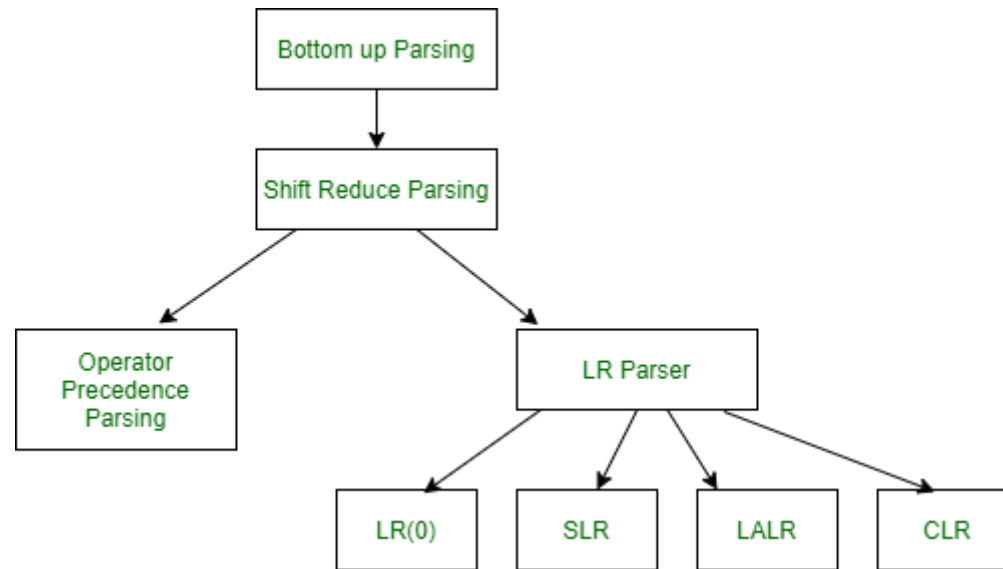 Bottom up Parsing
Shift Reduce Parsing
Operator
Precedence
Parsing
LR Parser
LR(0)
SLR
LALR
CLR